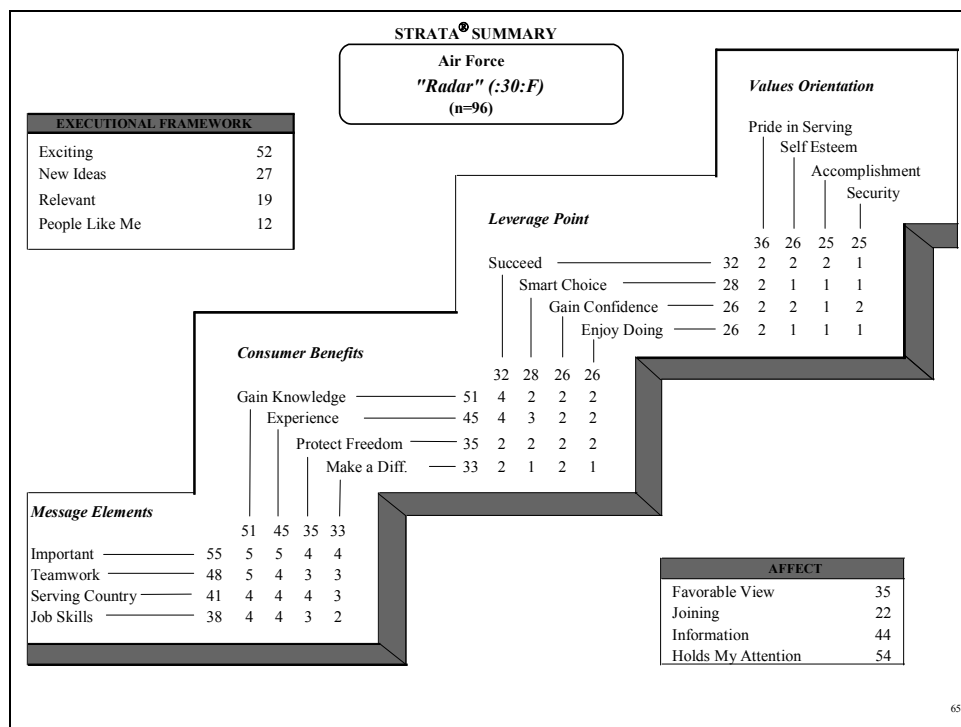 STRATA® SUMMARY
Air Force
"Radar" (:30:F)
(n=96)
EXECUTIONAL FRAMEWORK
Exciting 52
New Ideas 27
Relevant 19
People Like Me 12
Values Orientation
Pride in Serving
Self Esteem
Accomplishment
Security
36 26 25 25
Leverage Point
Succeed 32 2 2 2 1
Smart Choice 28 2 1 1 1
Gain Confidence 26 2 2 1 2
Enjoy Doing 26 2 1 1 1
Consumer Benefits
32 28 26 26
Gain Knowledge 51 4 2 2 2
Experience 45 4 3 2 2
Protect Freedom 35 2 2 2 2
Make a Diff. 33 2 1 2 1
Message Elements
51 45 35 33
Important 55 5 5 4 4
Teamwork 48 5 4 3 3
Serving Country 41 4 4 4 3
Job Skills 38 4 4 3 2
AFFECT
Favorable View 35
Joining 22
Information 44
Holds My Attention 54
65